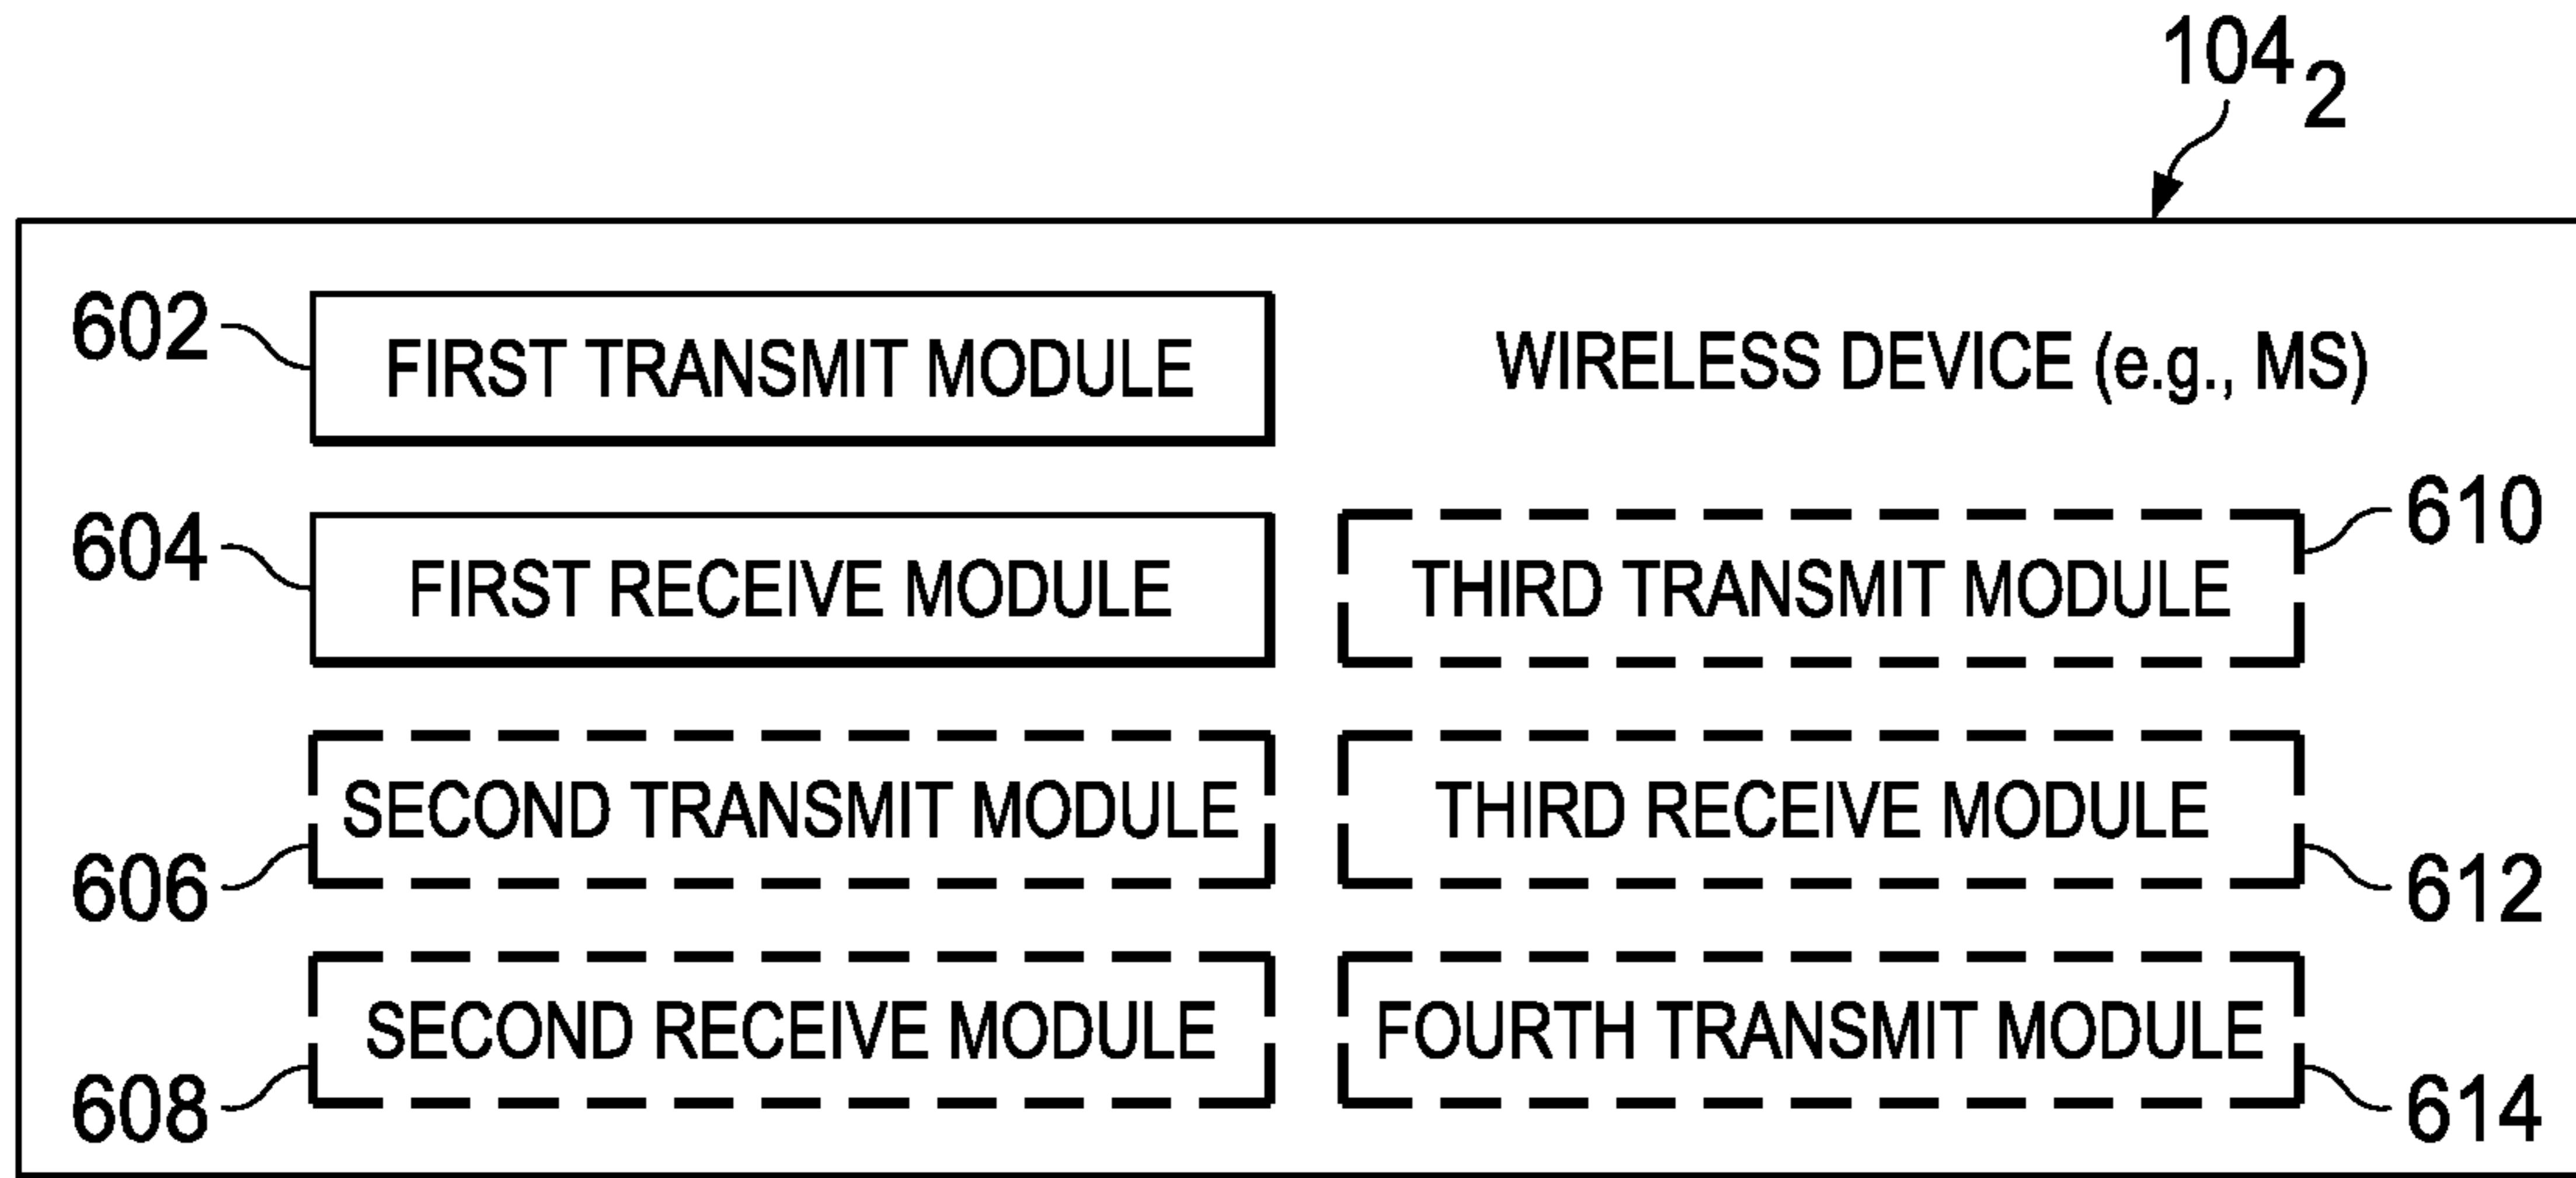 104₂
602 FIRST TRANSMIT MODULE WIRELESS DEVICE (e.g., MS)
604 FIRST RECEIVE MODULE THIRD TRANSMIT MODULE 610
606 SECOND TRANSMIT MODULE THIRD RECEIVE MODULE 612
608 SECOND RECEIVE MODULE FOURTH TRANSMIT MODULE 614